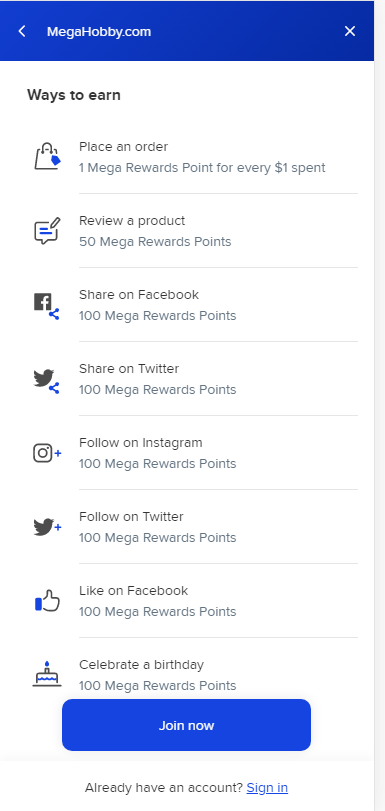 MegaHobby.com
Ways to earn
Place an order
1 Mega Rewards Point for every $1 spent
Review a product
50 Mega Rewards Points
Share on Facebook
100 Mega Rewards Points
Share on Twitter
100 Mega Rewards Points
Follow on Instagram
100 Mega Rewards Points
Follow on Twitter
100 Mega Rewards Points
Like on Facebook
100 Mega Rewards Points
Celebrate a birthday
100 Mega Rewards Points
Join now
Already have an account? Sign in